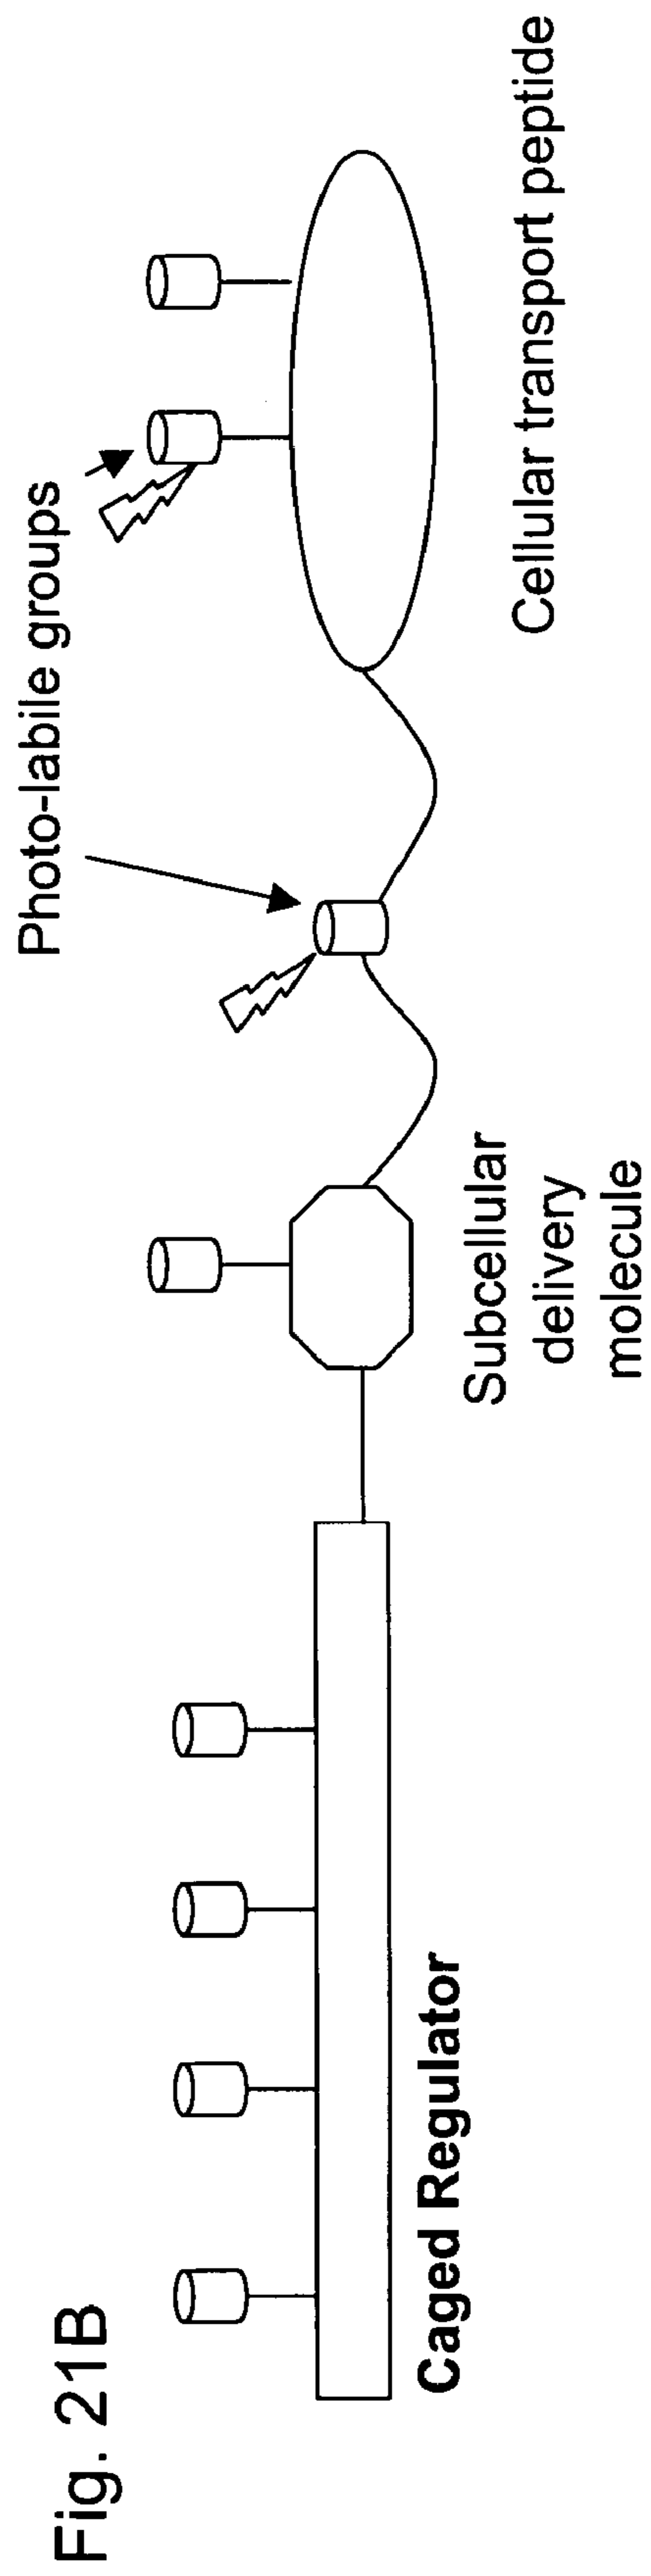 Fig. 21B
Photo-labile groups
Caged Regulator
Subcellular
delivery
molecule
Cellular transport peptide